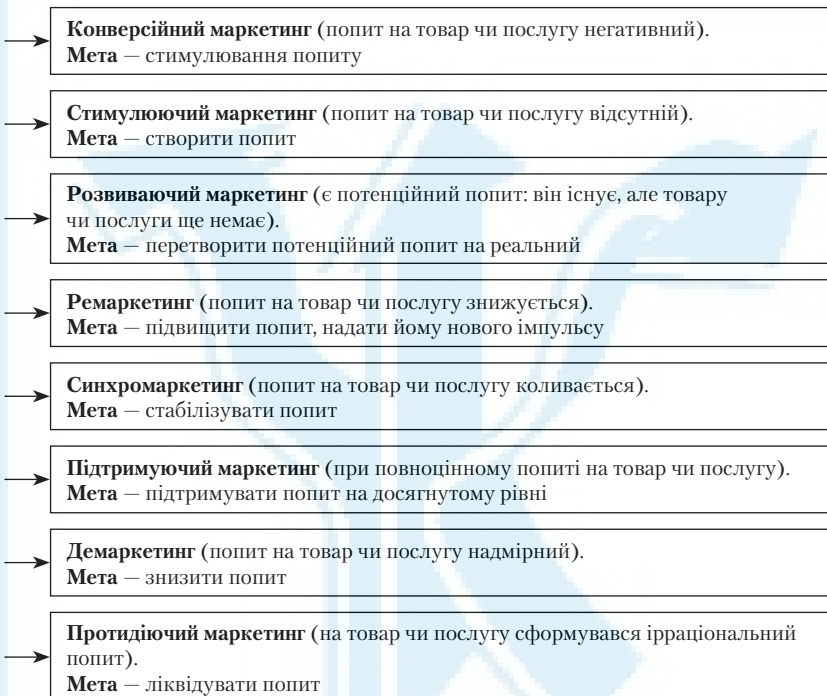 Конверсійний маркетинг (попит на товар чи послугу негативний).
Мета — стимулювання попиту
Стимулюючий маркетинг (попит на товар чи послугу відсутній).
Мета — створити попит
Розвиваючий маркетинг (є потенційний попит: він існує, але товару
чи послуги ще немає).
Мета — перетворити потенційний попит на реальний
Ремаркетинг (попит на товар чи послугу знижується).
Мета — підвищити попит, надати йому нового імпульсу
Синхромаркетинг (попит на товар чи послугу коливається).
Мета — стабілізувати попит
Підтримуючий маркетинг (при повноцінному попиті на товар чи послугу).
Мета — підтримувати попит на досягнутому рівні
Демаркетинг (попит на товар чи послугу надмірний).
Мета — знизити попит
Протидіючий маркетинг (на товар чи послугу сформувався ірраціональний
попит).
Мета — ліквідувати попит